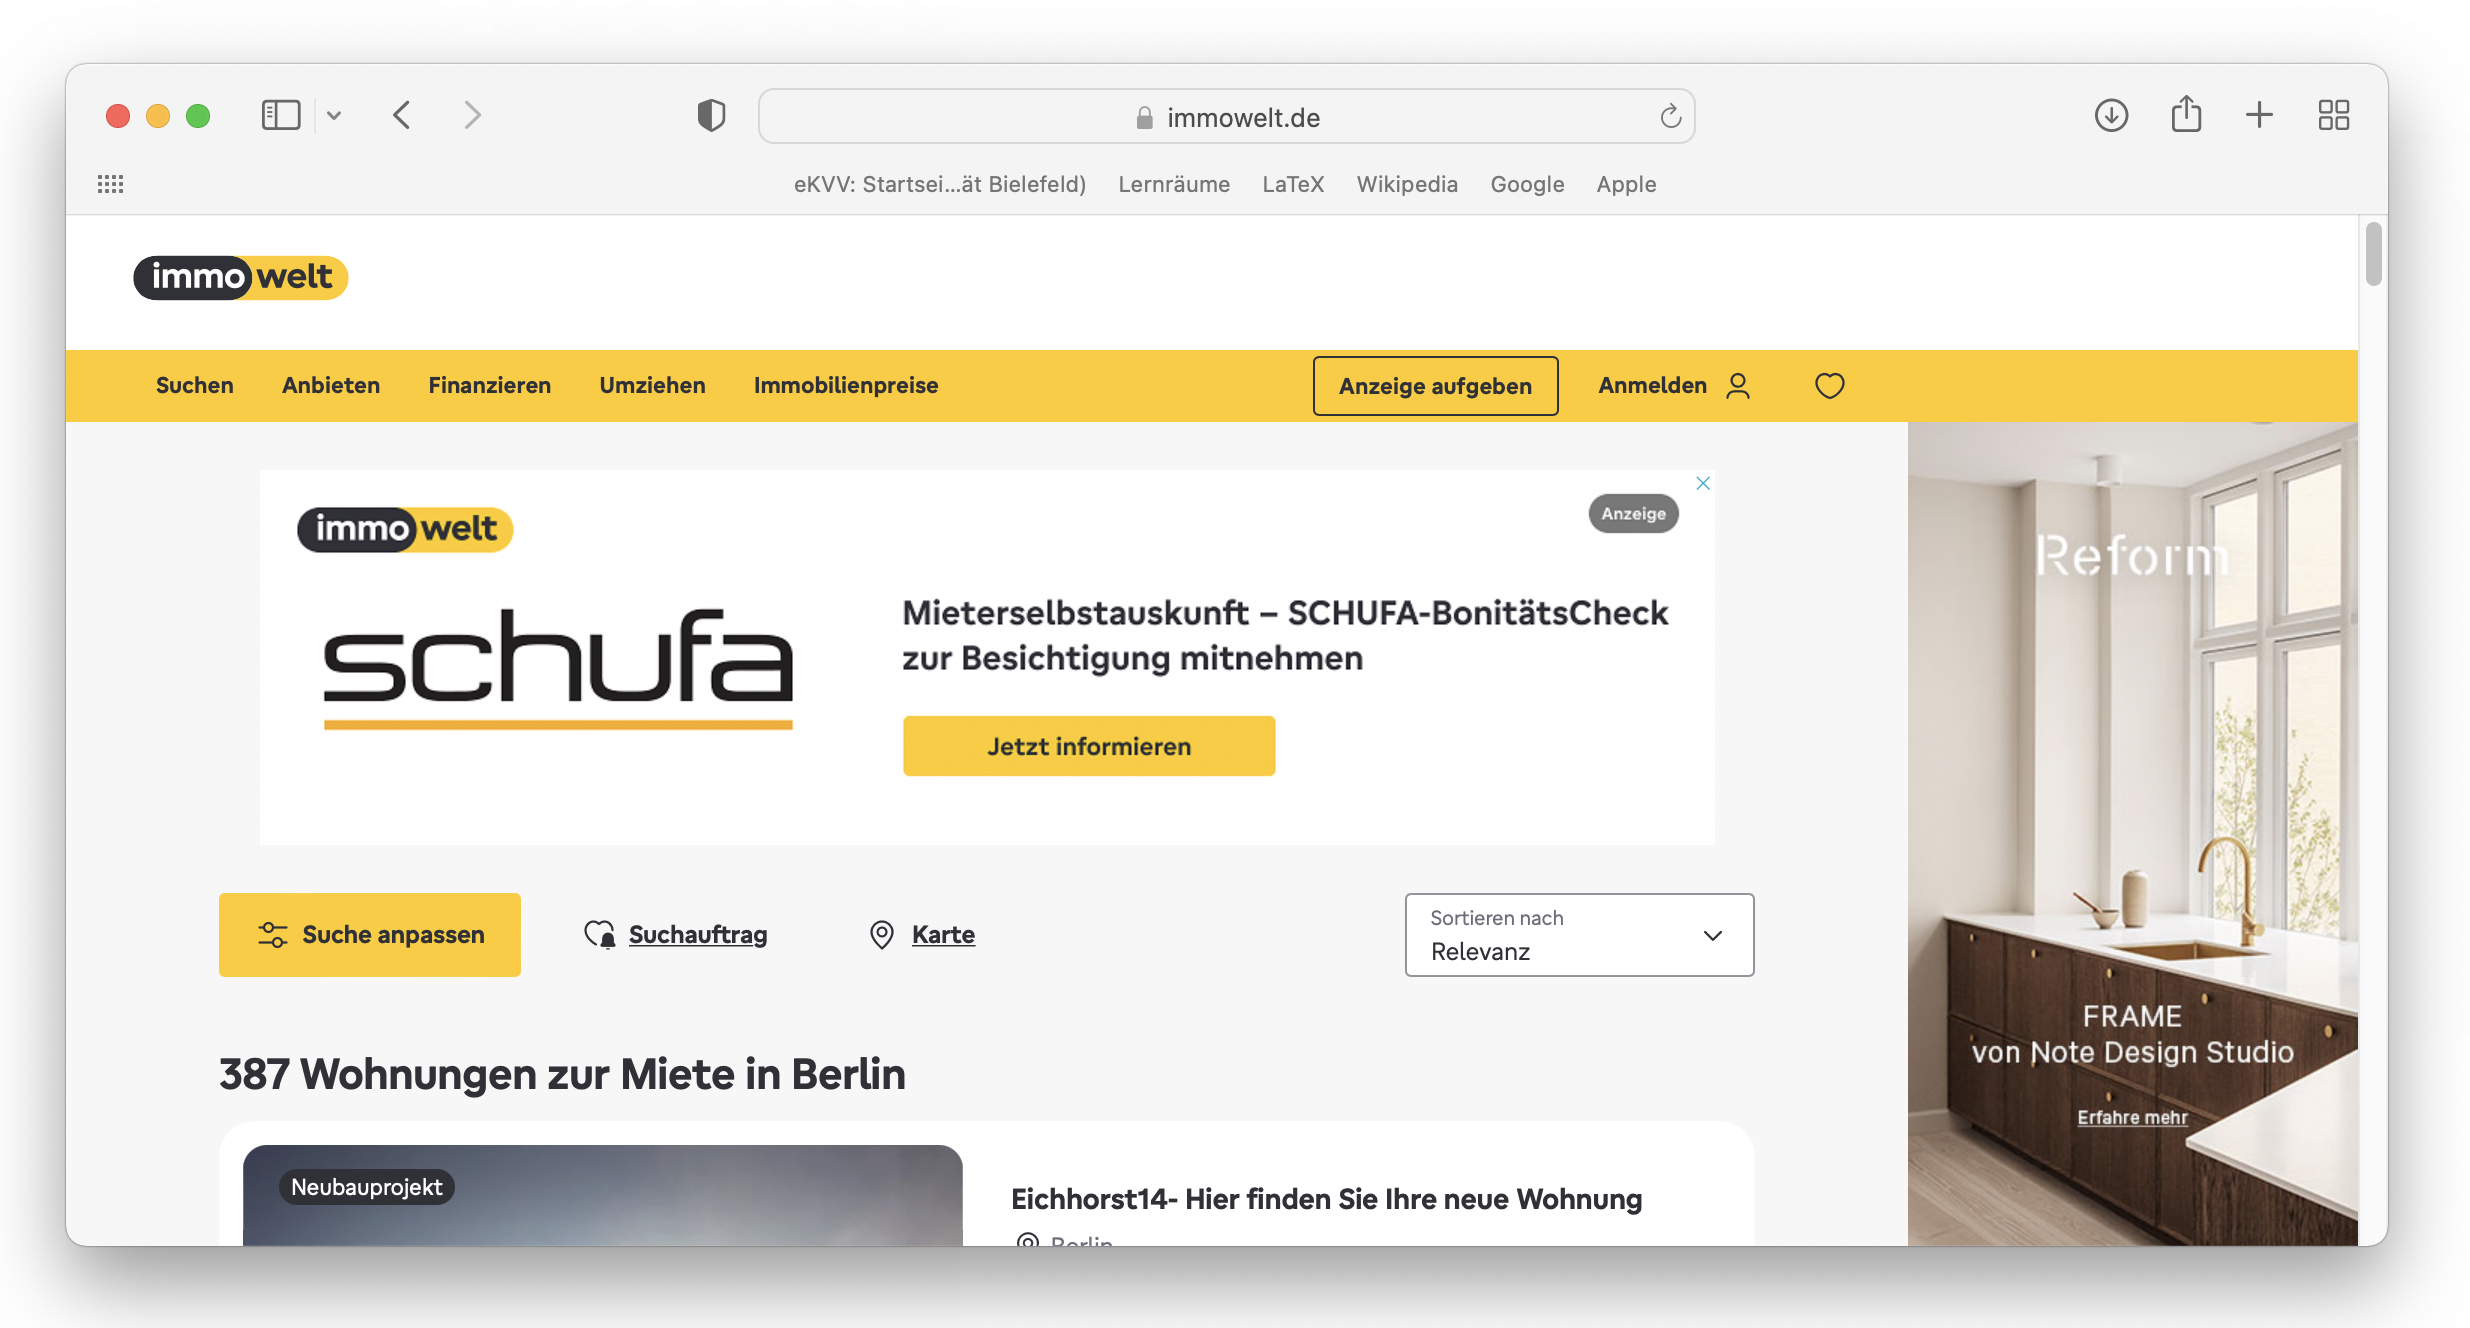 immowelt.de
eKVV: Startsei...ät Bielefeld) Lernräume LaTeX Wikipedia Google Apple
immowelt
Suchen Anbieten Finanzieren Umziehen Immobilienpreise Anzeige aufgeben Anmelden
immowelt
Anzeige
schufa
Mieterselbstauskunft – SCHUFA-BonitätsCheck
zur Besichtigung mitnehmen
Jetzt informieren
Reform
FRAME
von Note Design Studio
Erfahre mehr
Suche anpassen Suchauftrag Karte
Sortieren nach
Relevanz
387 Wohnungen zur Miete in Berlin
Neubauprojekt
Eichhorst14- Hier finden Sie Ihre neue Wohnung
Berlin